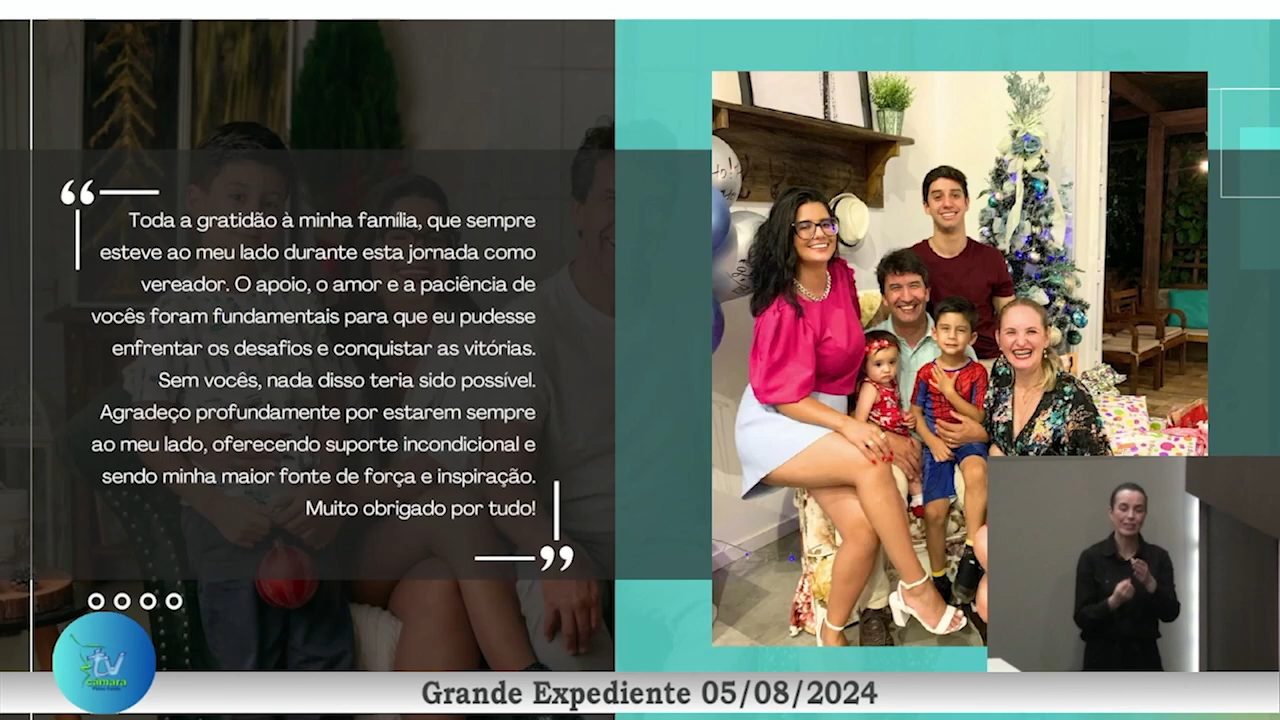 Toda a gratidão à minha família, que sempre
esteve ao meu lado durante esta jornada como
vereador. O apoio, o amor e a paciência de
vocês foram fundamentais para que eu pudesse
enfrentar os desafios e conquistar as vitórias.
Sem vocês, nada disso teria sido possível.
Agradeço profundamente por estarem sempre
ao meu lado, oferecendo suporte incondicional e
sendo minha maior fonte de força e inspiração.
Muito obrigado por tudo!
tv
câmara
Grande Expediente 05/08/2024